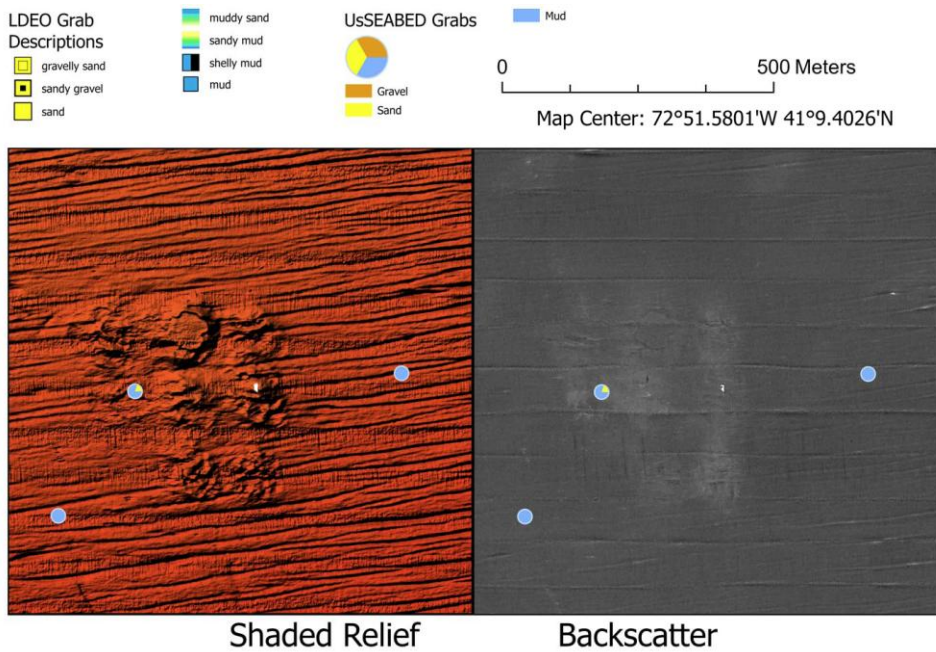 LDEO Grab
Descriptions
gravelly sand
sandy gravel
sand
muddy sand
sandy mud
shelly mud
mud
UsSEABED Grabs
Gravel
Sand
Mud
0 500 Meters
Map Center: 72°51.5801'W 41°9.4026'N
Shaded Relief Backscatter